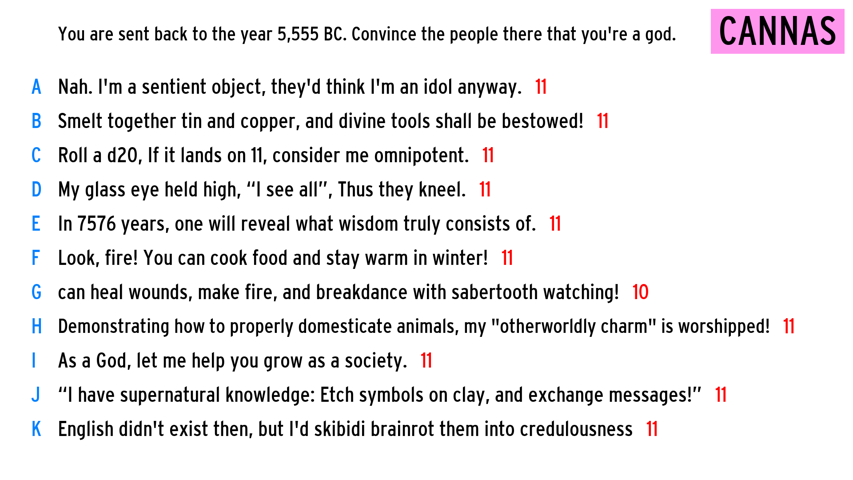 You are sent back to the year 5,555 BC. Convince the people there that you're a god.
CANNAS
A Nah. I'm a sentient object, they'd think I'm an idol anyway. 11
B Smelt together tin and copper, and divine tools shall be bestowed! 11
C Roll a d20, If it lands on 11, consider me omnipotent. 11
D My glass eye held high, “I see all”, Thus they kneel. 11
E In 7576 years, one will reveal what wisdom truly consists of. 11
F Look, fire! You can cook food and stay warm in winter! 11
G can heal wounds, make fire, and breakdance with sabertooth watching! 10
H Demonstrating how to properly domesticate animals, my "otherworldly charm" is worshipped! 11
I As a God, let me help you grow as a society. 11
J “I have supernatural knowledge: Etch symbols on clay, and exchange messages!” 11
K English didn't exist then, but I'd skibidi brainrot them into credulousness 11